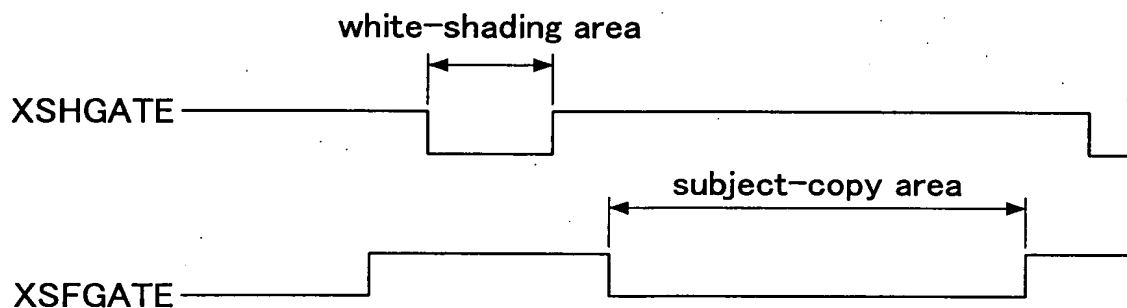 white-shading area
XSHGATE
subject-copy area
XSFGATE